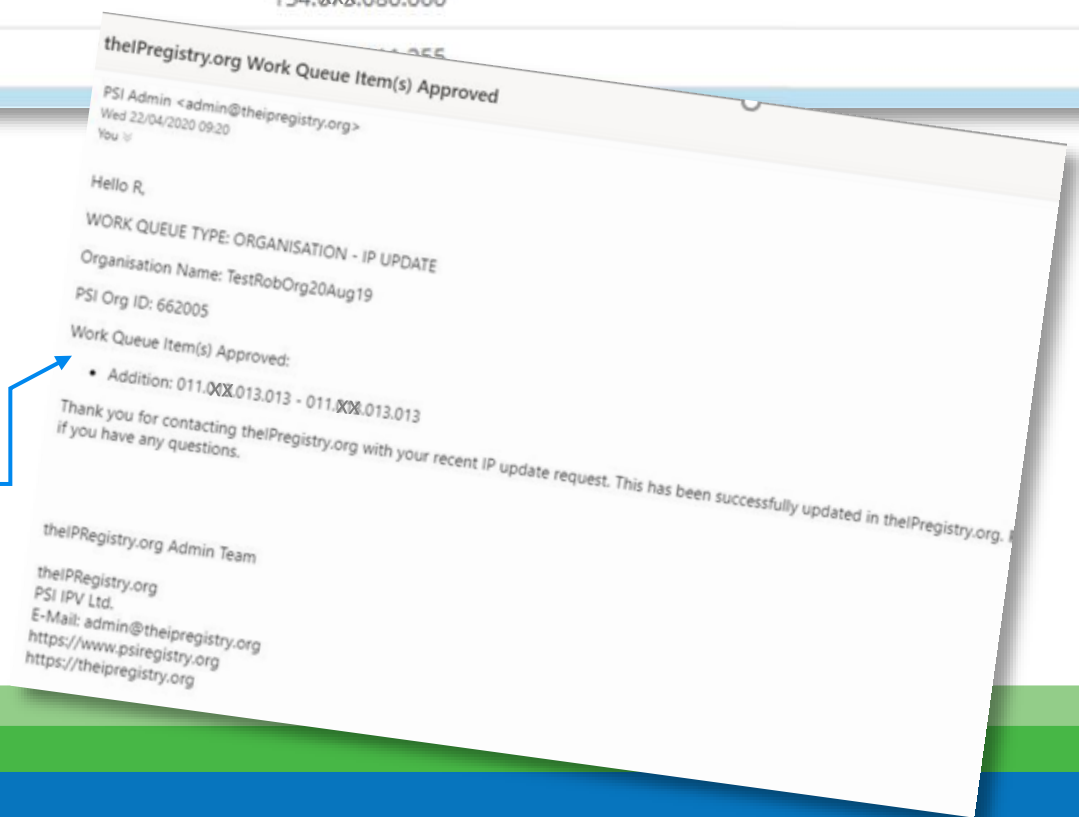 theIPregistry.org Work Queue Item(s) Approved
PSI Admin <admin@theipregistry.org>
Wed 22/04/2020 09:20
You
Hello R,
WORK QUEUE TYPE: ORGANISATION - IP UPDATE
Organisation Name: TestRobOrg20Aug19
PSI Org ID: 662005
Work Queue Item(s) Approved:
• Addition: 011.0XX.013.013 - 011.0XX.013.013
Thank you for contacting theIPregistry.org with your recent IP update request. This has been successfully updated in theIPregistry.org.
if you have any questions.
theIPRegistry.org Admin Team
theIPRegistry.org
PSI IPV Ltd.
E-Mail: admin@theipregistry.org
https://www.psiregistry.org
https://theipregistry.org